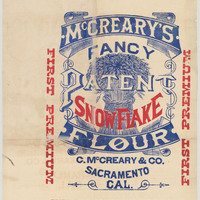 McCREARY'S
FANCY
PATENT
SNOWFLAKE
FLOUR
C. McCREARY & CO.
SACRAMENTO
CAL.
FIRST PREMIUM
FIRST PREMIUM